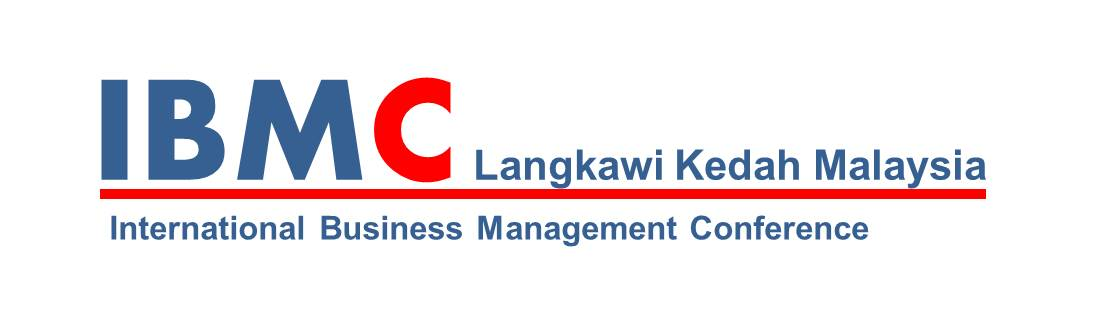 IBMC Langkawi Kedah Malaysia
International Business Management Conference